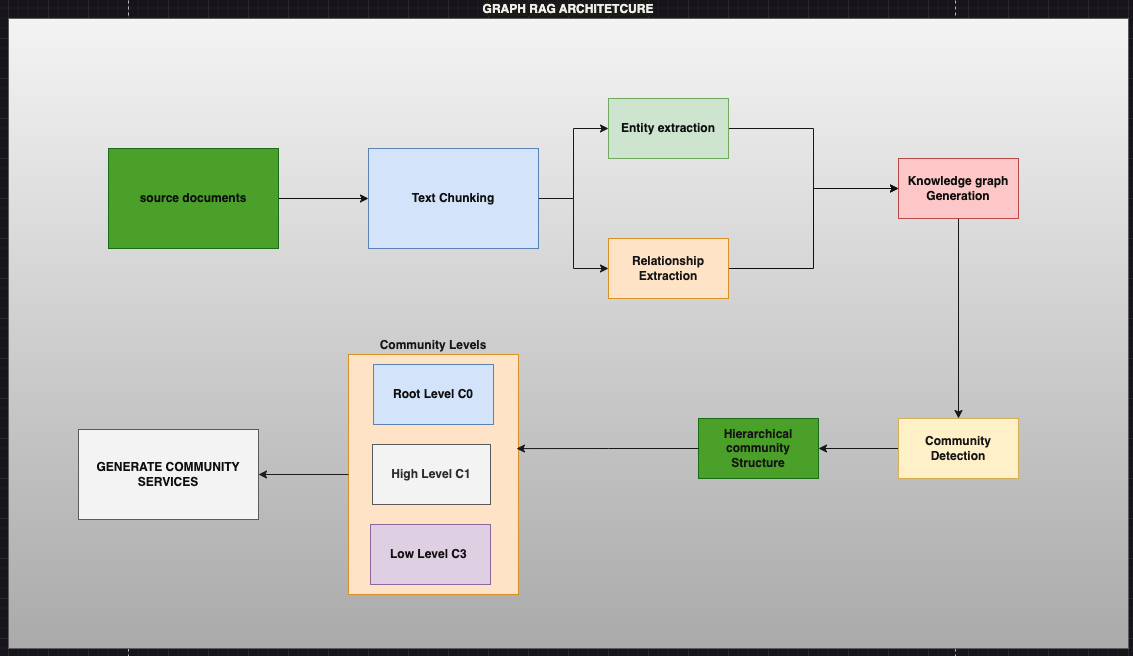 GRAPH RAG ARCHITETCURE
source documents
Text Chunking
Entity extraction
Relationship
Extraction
Knowledge graph
Generation
Community
Detection
Hierarchical
community
Structure
Community Levels
Root Level C0
High Level C1
Low Level C3
GENERATE COMMUNITY
SERVICES